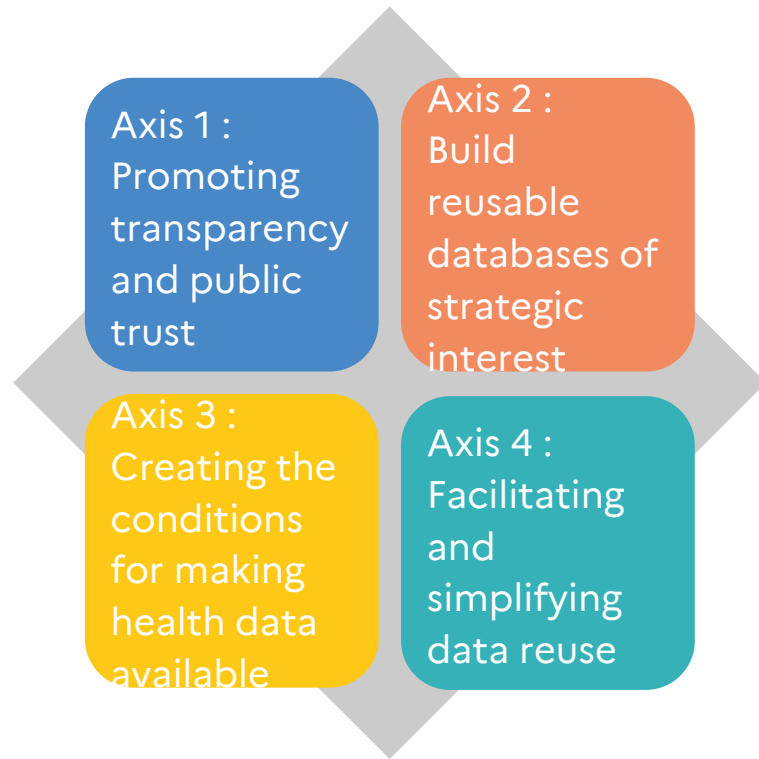 Axis 1 :
Promoting
transparency
and public
trust
Axis 2 :
Build
reusable
databases of
strategic
interest
Axis 3 :
Creating the
conditions
for making
health data
available
Axis 4 :
Facilitating
and
simplifying
data reuse